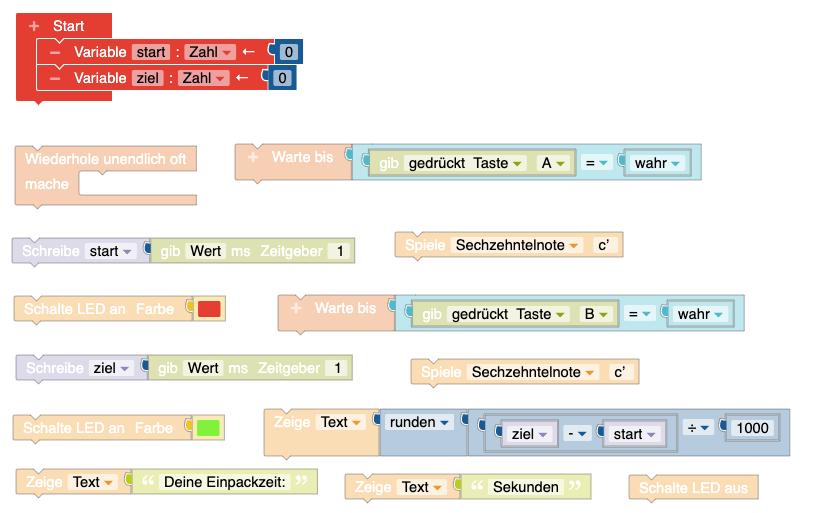 + Start
– Variable start : Zahl ← 0
– Variable ziel : Zahl ← 0
Wiederhole unendlich oft
mache
+ Warte bis gib gedrückt Taste A = wahr
Schreibe start gib Wert ms Zeitgeber 1
Spiele Sechzehntelnote c’
Schalte LED an Farbe
+ Warte bis gib gedrückt Taste B = wahr
Schreibe ziel gib Wert ms Zeitgeber 1
Spiele Sechzehntelnote c’
Schalte LED an Farbe
Zeige Text runden ziel - start ÷ 1000
Zeige Text “ Deine Einpackzeit: ”
Zeige Text “ Sekunden ”
Schalte LED aus